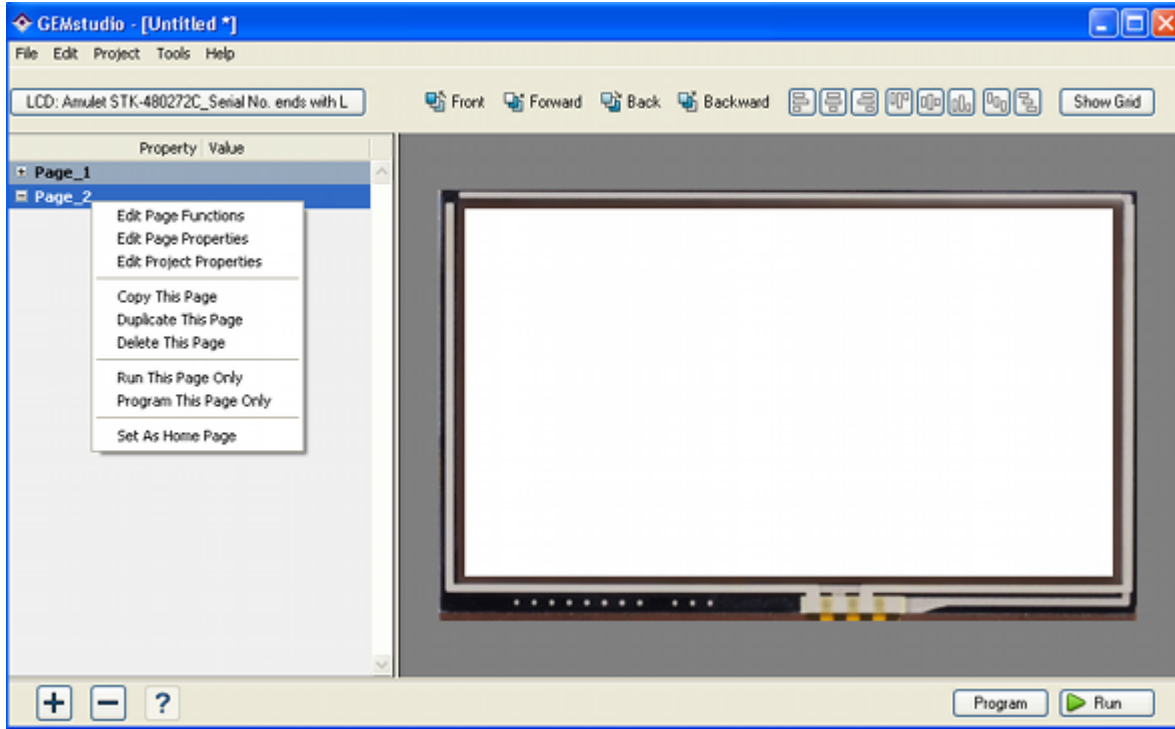 GEMstudio - [Untitled *]
File Edit Project Tools Help
LCD: Amulet STK-480272C_Serial No. ends with L
Front Forward Back Backward Show Grid
Property Value
Page_1
Page_2
Edit Page Functions
Edit Page Properties
Edit Project Properties
Copy This Page
Duplicate This Page
Delete This Page
Run This Page Only
Program This Page Only
Set As Home Page
? Program Run